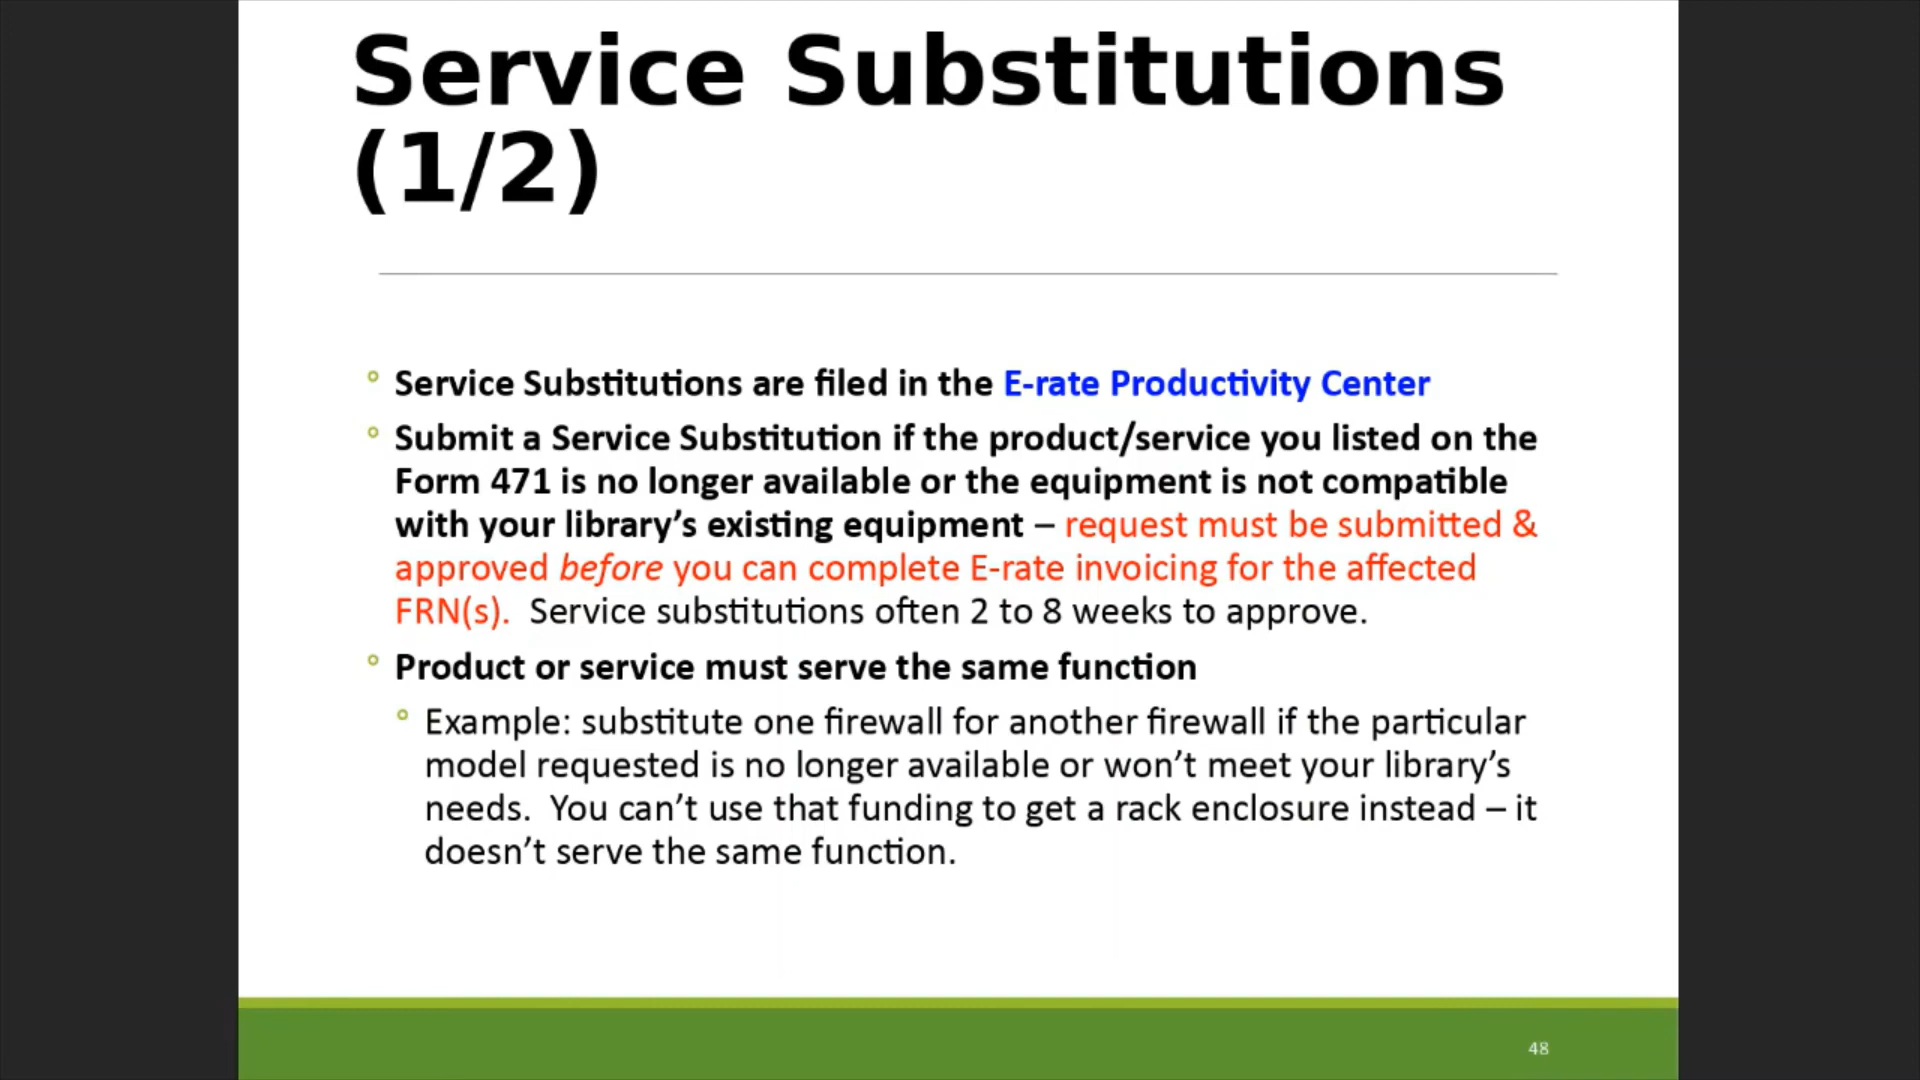 Service Substitutions
(1/2)
Service Substitutions are filed in the E-rate Productivity Center
Submit a Service Substitution if the product/service you listed on the
Form 471 is no longer available or the equipment is not compatible
with your library’s existing equipment – request must be submitted &
approved before you can complete E-rate invoicing for the affected
FRN(s).  Service substitutions often 2 to 8 weeks to approve.
Product or service must serve the same function
Example: substitute one firewall for another firewall if the particular
model requested is no longer available or won’t meet your library’s
needs.  You can’t use that funding to get a rack enclosure instead – it
doesn’t serve the same function.
48